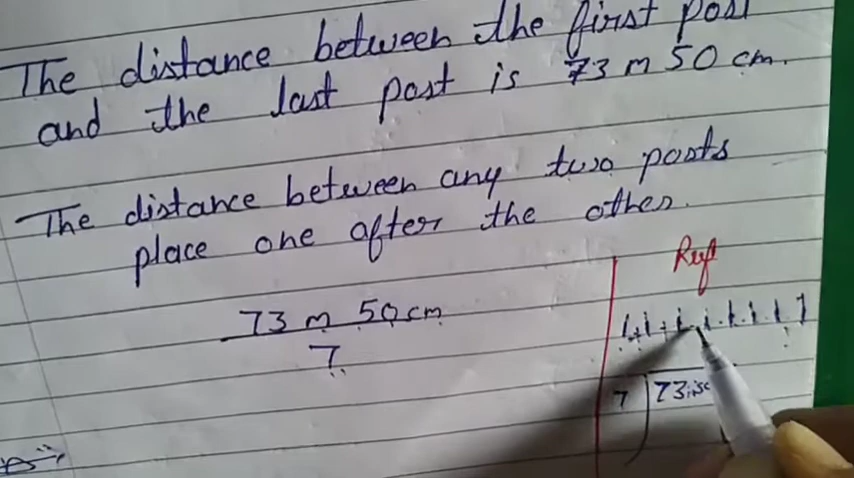 The distance between the first post
and the last post is 73 m 50 cm.
The distance between any two posts
place one after the other.
73 m 50 cm
7
7 73